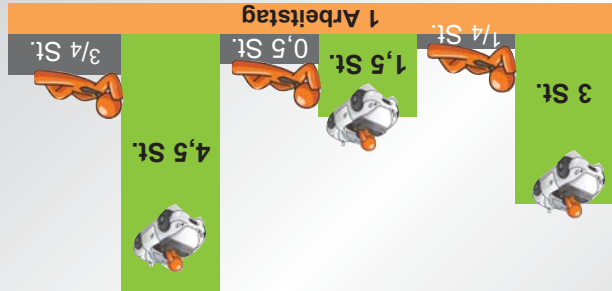 3 St.
1/4 St.
1,5 St.
0,5 St.
4,5 St.
3/4 St.
1 Arbeitstag